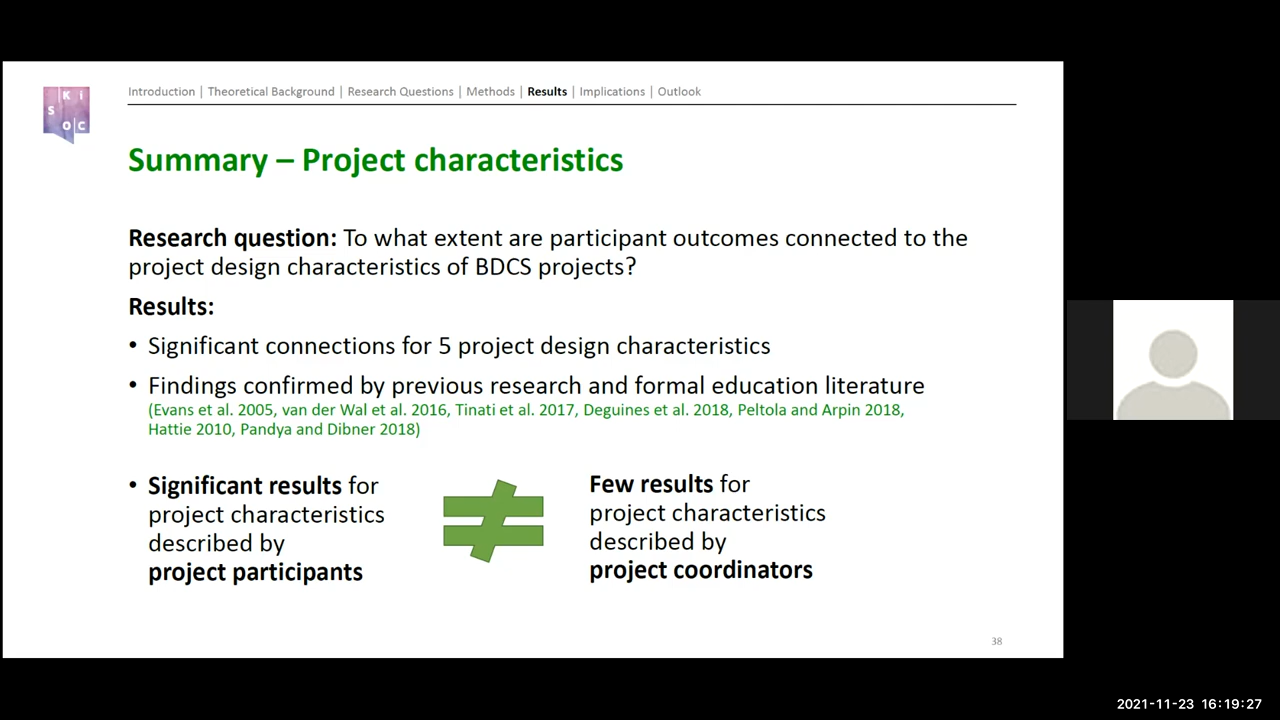 K i
S
O C
Introduction | Theoretical Background | Research Questions | Methods | Results | Implications | Outlook
Summary – Project characteristics
Research question: To what extent are participant outcomes connected to the
project design characteristics of BDCS projects?
Results:
• Significant connections for 5 project design characteristics
• Findings confirmed by previous research and formal education literature
(Evans et al. 2005, van der Wal et al. 2016, Tinati et al. 2017, Deguines et al. 2018, Peltola and Arpin 2018,
Hattie 2010, Pandya and Dibner 2018)
• Significant results for
project characteristics
described by
project participants
Few results for
project characteristics
described by
project coordinators
38
2021-11-23 16:19:27